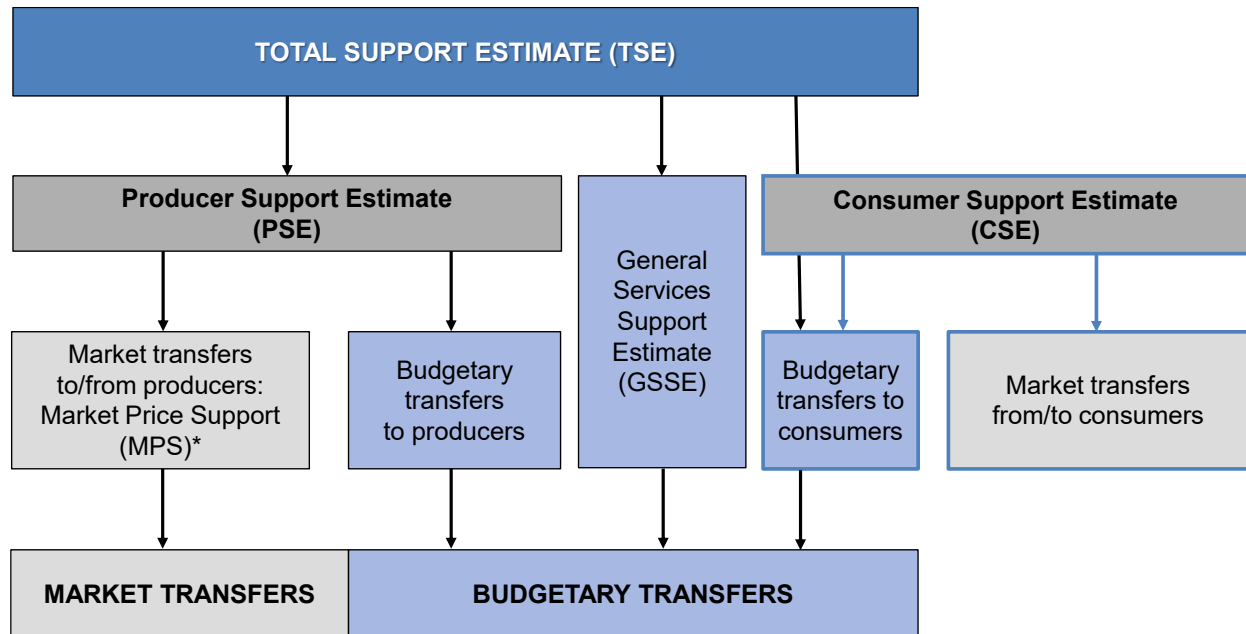 TOTAL SUPPORT ESTIMATE (TSE)
Producer Support Estimate
(PSE)
Consumer Support Estimate
(CSE)
General
Services
Support
Estimate
(GSSE)
Market transfers
to/from producers:
Market Price Support
(MPS)*
Budgetary
transfers
to producers
Budgetary
transfers to
consumers
Market transfers
from/to consumers
MARKET TRANSFERS
BUDGETARY TRANSFERS